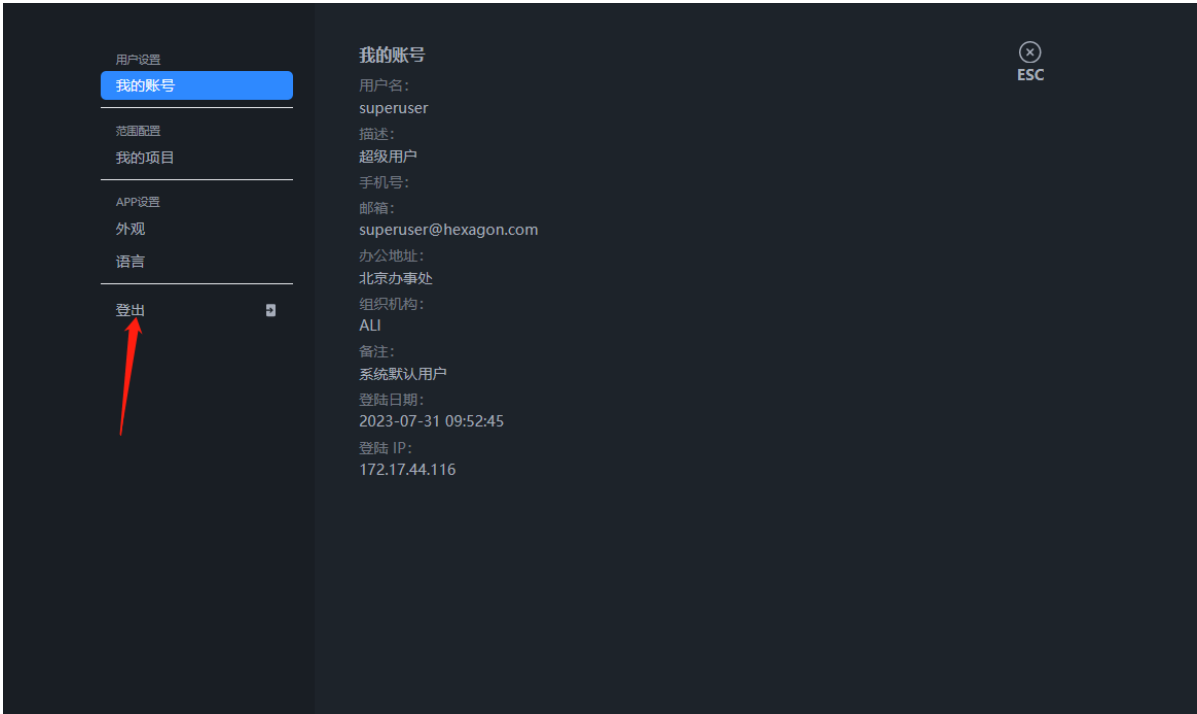 用户设置
我的账号
范围配置
我的项目
APP设置
外观
语言
登出
我的账号
用户名：
superuser
描述：
超级用户
手机号：
邮箱：
superuser@hexagon.com
办公地址：
北京办事处
组织机构：
ALI
备注：
系统默认用户
登陆日期：
2023-07-31 09:52:45
登陆 IP：
172.17.44.116
ESC